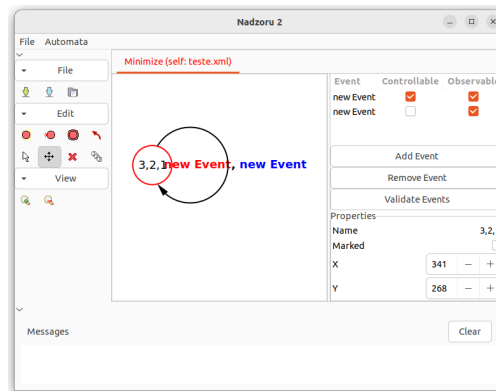 Nadzoru 2
File Automata
File
Edit
View
Minimize (self: teste.xml)
3,2,1
new Event, new Event
Event Controllable Observable
new Event
new Event
Add Event
Remove Event
Validate Events
Properties
Name 3,2,
Marked
X 341 − +
Y 268 − +
Messages
Clear